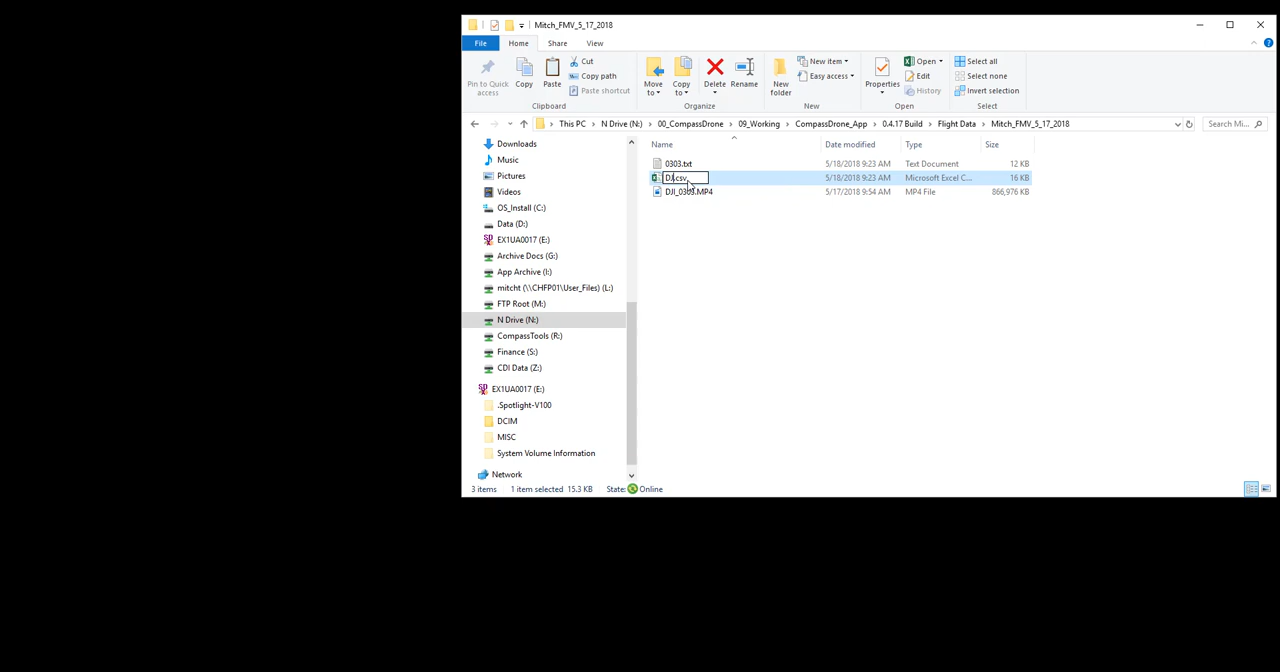 Mitch_FMV_5_17_2018
File Home Share View
Pin to Quick access
Copy
Paste
Cut
Copy path
Paste shortcut
Clipboard
Move to
Copy to
Delete
Rename
Organize
New folder
New item
Easy access
New
Properties
Open
Edit
History
Open
Select all
Select none
Invert selection
Select
This PC > N Drive (N:) > 00_CompassDrone > 09_Working > CompassDrone_App > 0.4.17 Build > Flight Data > Mitch_FMV_5_17_2018
Search Mi...
Downloads
Music
Pictures
Videos
OS_Install (C:)
Data (D:)
EX1UA0017 (E:)
Archive Docs (G:)
App Archive (I:)
mitcht (\\CHFP01\User_Files) (L:)
FTP Root (M:)
N Drive (N:)
CompassTools (R:)
Finance (S:)
CDI Data (Z:)
EX1UA0017 (E:)
.Spotlight-V100
DCIM
MISC
System Volume Information
Network
Name Date modified Type Size
0303.txt 5/18/2018 9:23 AM Text Document 12 KB
DJ.csv 5/18/2018 9:23 AM Microsoft Excel C... 16 KB
DJI_0303.MP4 5/17/2018 9:54 AM MP4 File 866,976 KB
3 items 1 item selected 15.3 KB State: Online